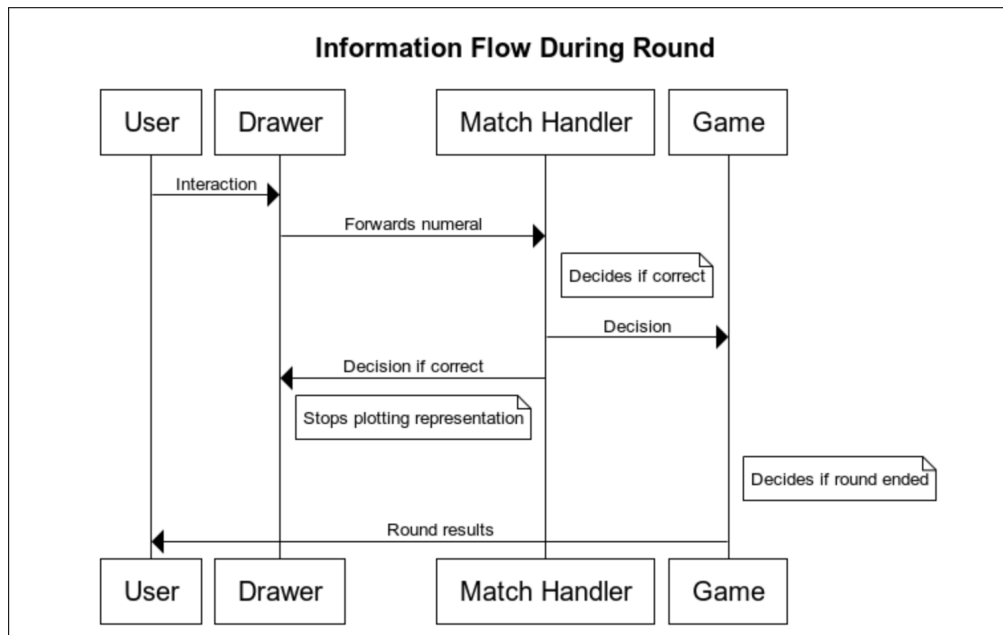 Information Flow During Round
User
Drawer
Match Handler
Game
Interaction
Forwards numeral
Decides if correct
Decision
Decision if correct
Stops plotting representation
Decides if round ended
Round results
User
Drawer
Match Handler
Game